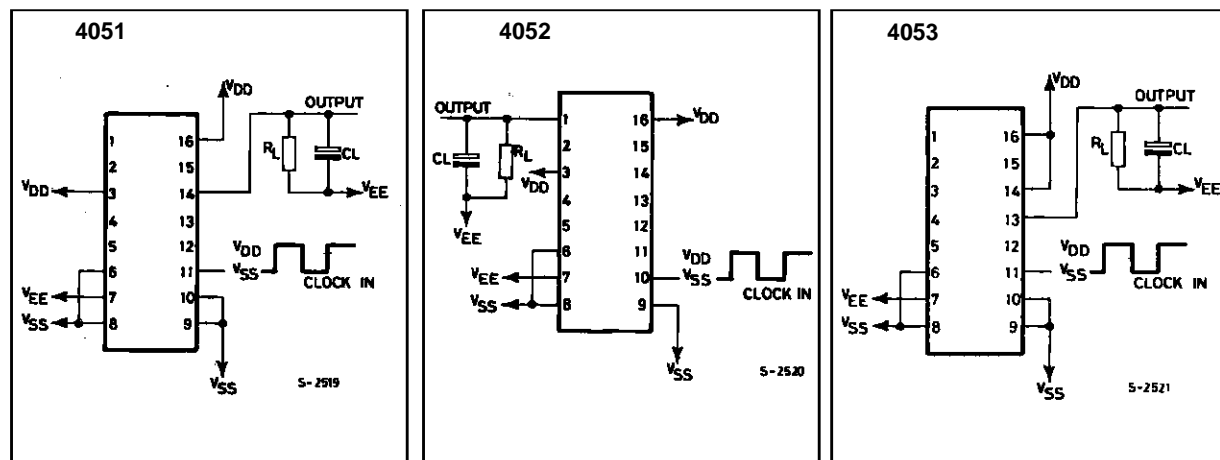 4051
VDD
OUTPUT
1 16
2 15
RL CL
VDD 3 14 VEE
4 13
5 12 VDD
6 11 VSS CLOCK IN
VEE 7 10
VSS 8 9
VSS
S-2519
4052
OUTPUT
1 16 VDD
2 15
CL RL
VDD 3 14
4 13
VEE
5 12
6 11 VDD
VEE 7 10 VSS CLOCK IN
VSS 8 9
VSS
S-2520
4053
VDD
OUTPUT
1 16
2 15
RL CL
3 14 VEE
4 13
5 12 VDD
6 11 VSS CLOCK IN
VEE 7 10
VSS 8 9
VSS
S-2521